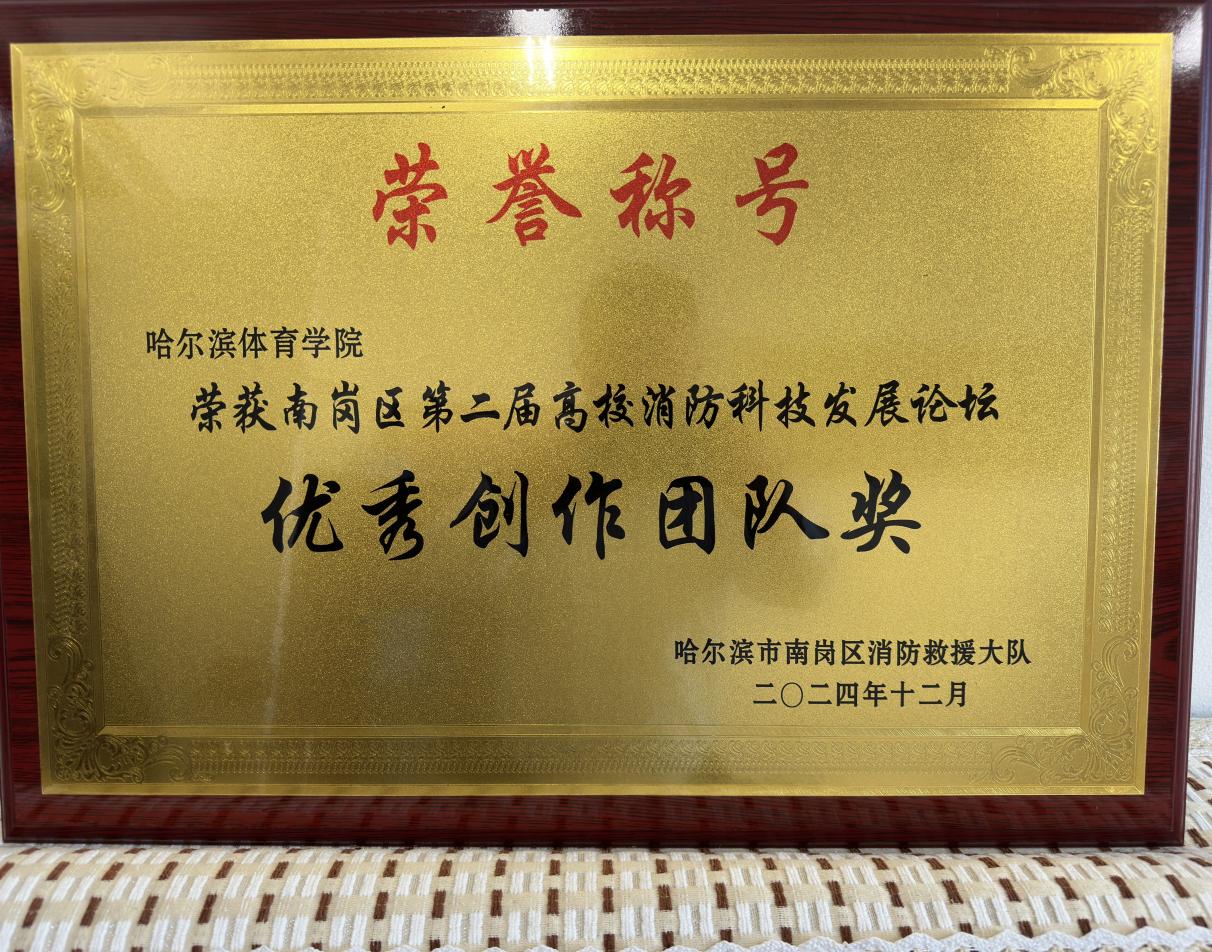 荣誉称号
哈尔滨体育学院
荣获南岗区第二届高校消防科技发展论坛
优秀创作团队奖
哈尔滨市南岗区消防救援大队
二〇二四年十二月